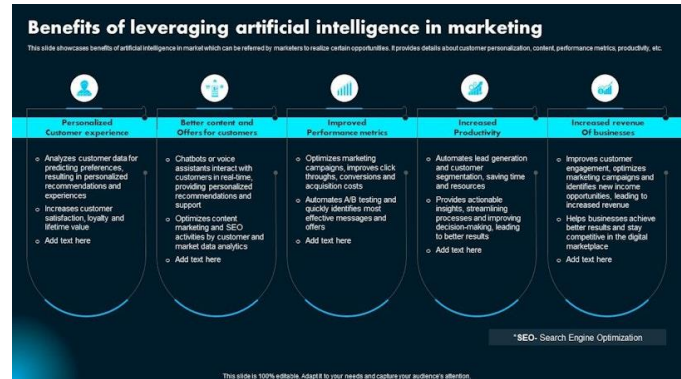 Benefits of leveraging artificial intelligence in marketing
This slide showcases benefits of artificial intelligence in market which can be referred by marketers to realize certain opportunities. It provides details about customer personalization, content, performance metrics, productivity, etc.
Personalized
Customer experience
Analyzes customer data for
predicting preferences,
resulting in personalized
recommendations and
experiences
Increases customer
satisfaction, loyalty and
lifetime value
Add text here
Better content and
Offers for customers
Chatbots or voice
assistants interact with
customers in real-time,
providing personalized
recommendations and
support
Optimizes content
marketing and SEO
activities by customer and
market data analytics
Add text here
Improved
Performance metrics
Optimizes marketing
campaigns, improves click
throughs, conversions and
acquisition costs
Automates A/B testing and
quickly identifies most
effective messages and
offers
Add text here
Increased
Productivity
Automates lead generation
and customer
segmentation, saving time
and resources
Provides actionable
insights, streamlining
processes and improving
decision-making, leading
to better results
Add text here
Increased revenue
Of businesses
Improves customer
engagement, optimizes
marketing campaigns and
identifies new income
opportunities, leading to
increased revenue
Helps businesses achieve
better results and stay
competitive in the digital
marketplace
Add text here
*SEO- Search Engine Optimization
This slide is 100% editable. Adapt it to your needs and capture your audience's attention.